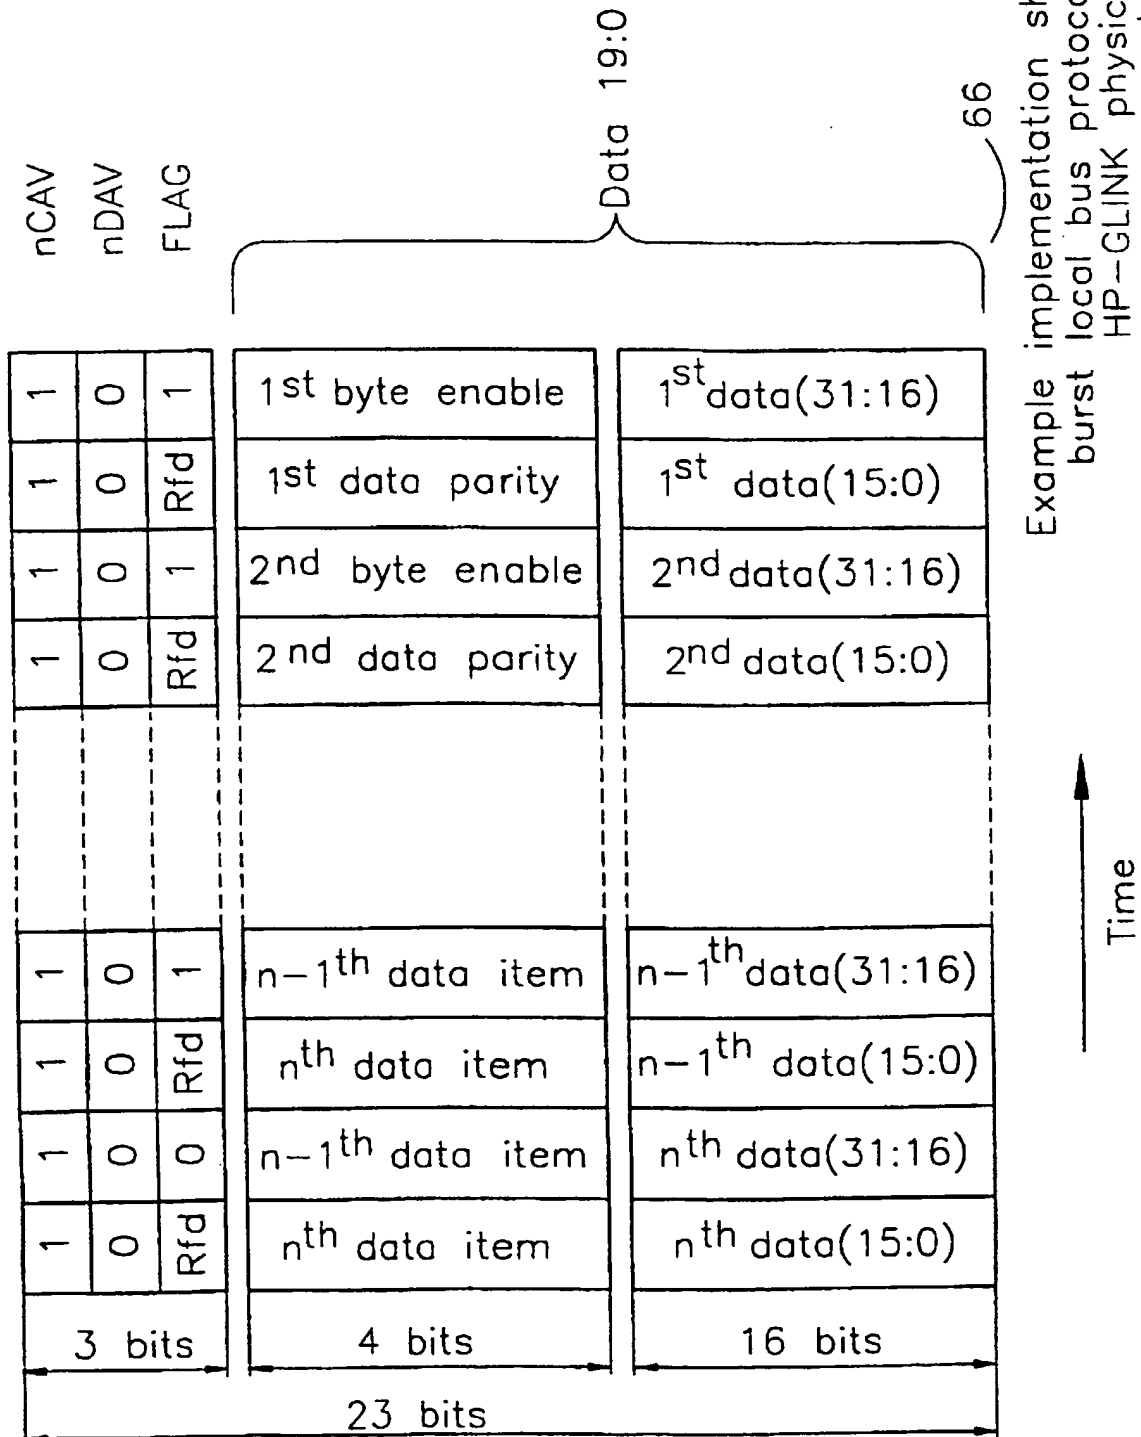 nCAV
nDAV
FLAG
1 1 1 1 1 1 1 1
0 0 0 0 0 0 0 0
1 Rfd 1 Rfd 1 Rfd 0 Rfd
1st byte enable 1st data(31:16)
1st data parity 1st data(15:0)
2nd byte enable 2nd data(31:16)
2nd data parity 2nd data(15:0)
n-1th data item n-1th data(31:16)
nth data item n-1th data(15:0)
n-1th data item nth data(31:16)
nth data item nth data(15:0)
3 bits 4 bits 16 bits
23 bits
Data 19:0
66
Example implementation
burst local bus
HP-GLINK
Time